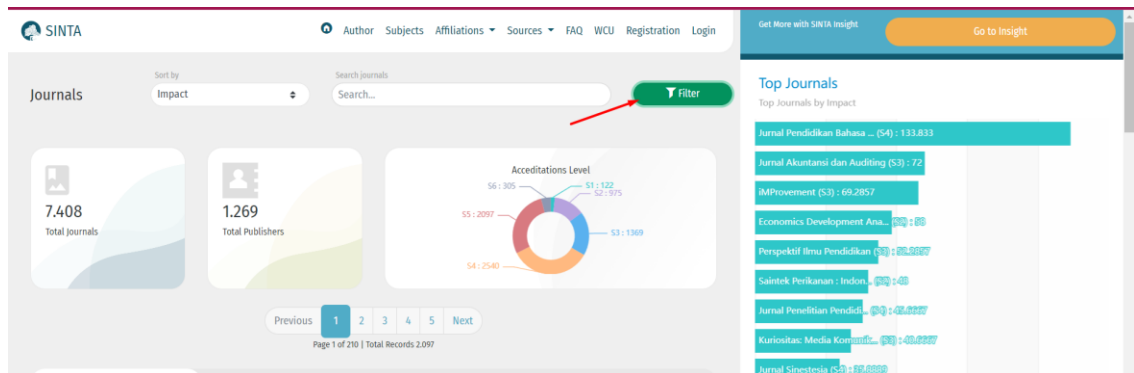 SINTA
Author Subjects Affiliations Sources FAQ WCU Registration Login
Get More with SINTA Insight
Go to Insight
Journals
Sort by
Impact
Search journals
Search...
Filter
7.408
Total Journals
1.269
Total Publishers
Accreditations Level
S6 : 305
S1 : 122
S2 : 975
S5 : 2097
S3 : 1369
S4 : 2540
Previous 1 2 3 4 5 Next
Page 1 of 210 | Total Records 2.097
Top Journals
Top Journals by Impact
Jurnal Pendidikan Bahasa ... (S4) : 133.833
Jurnal Akuntansi dan Auditing (S3) : 72
iMProvement (S3) : 69.2857
Economics Development Ana...
Perspektif Ilmu Pendidikan
Saintek Perikanan : Indon...
Jurnal Penelitian Pendidi...
Kuriositas: Media Komunik...
Jurnal Sinestesia